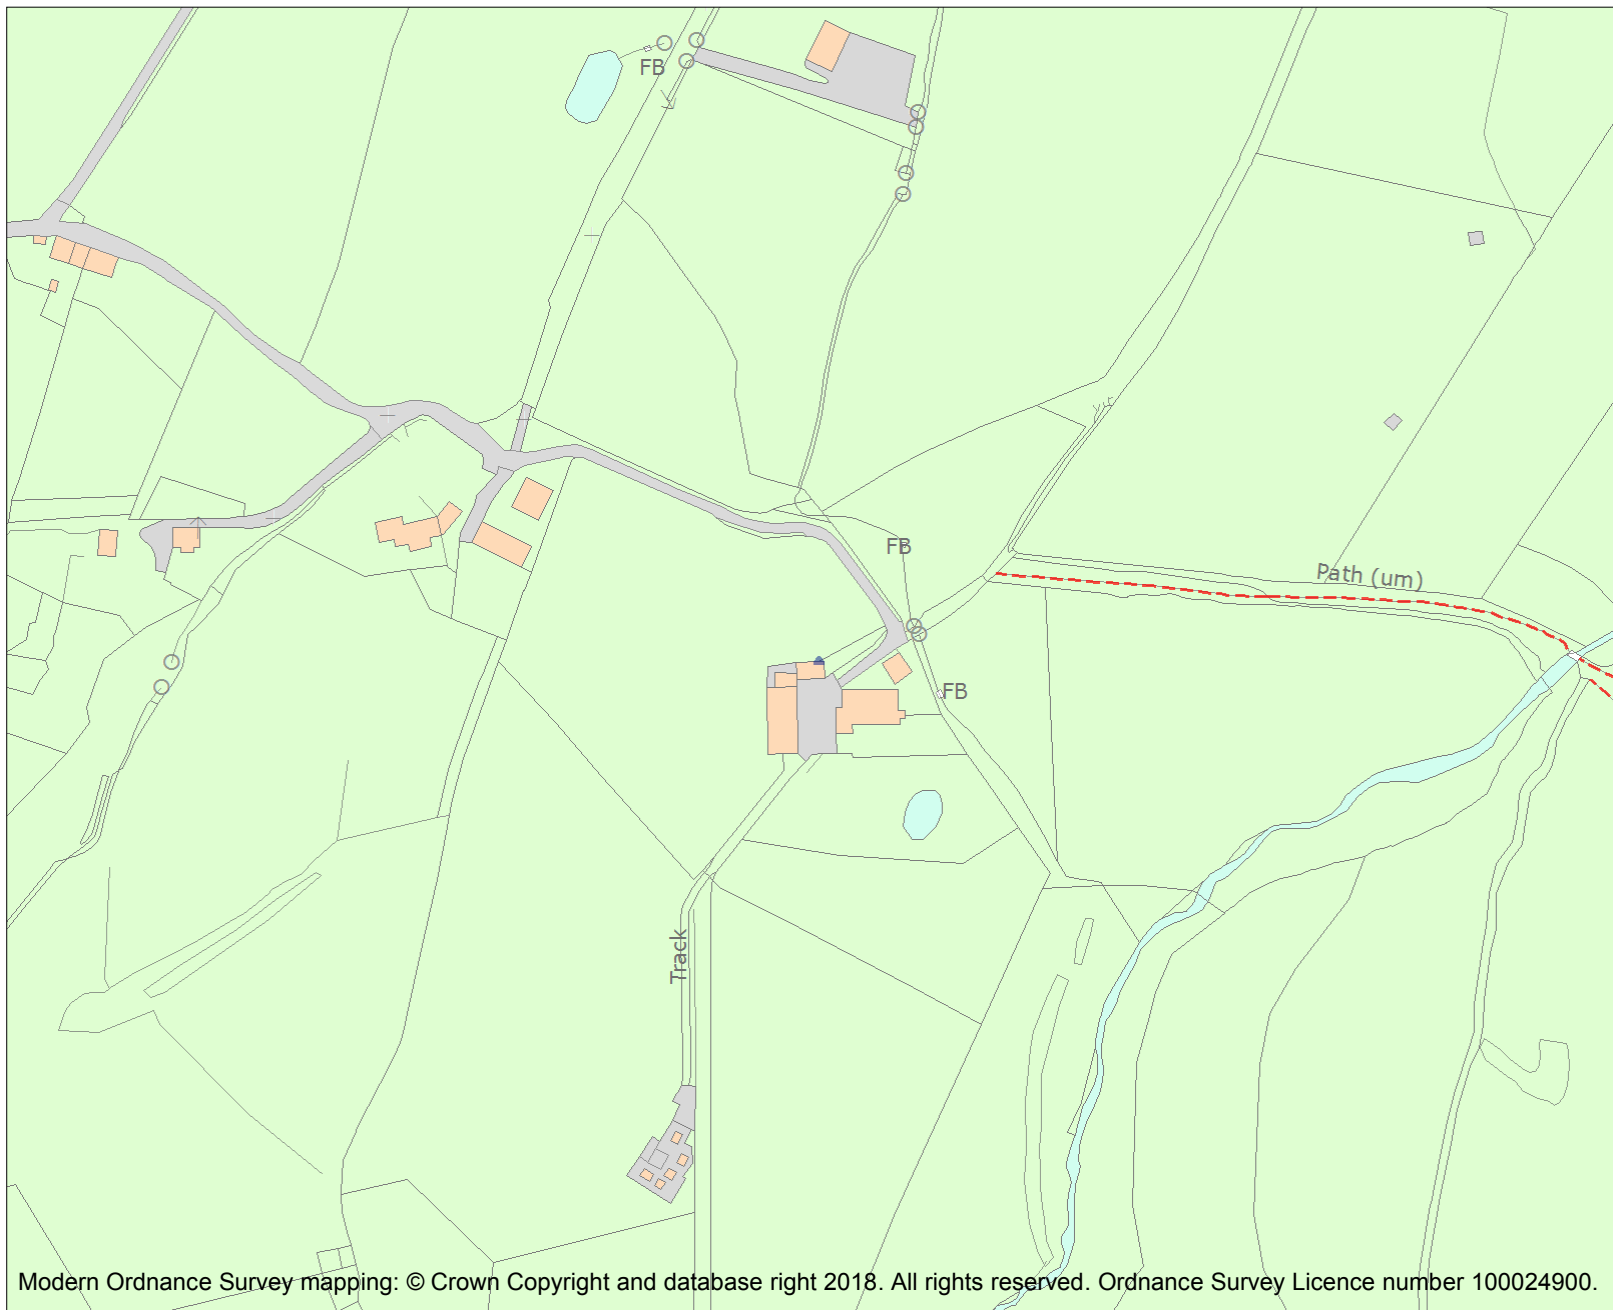 FB
FB
Path (um)
FB
Track
Modern Ordnance Survey mapping: © Crown Copyright and database right 2018. All rights reserved. Ordnance Survey Licence number 100024900.